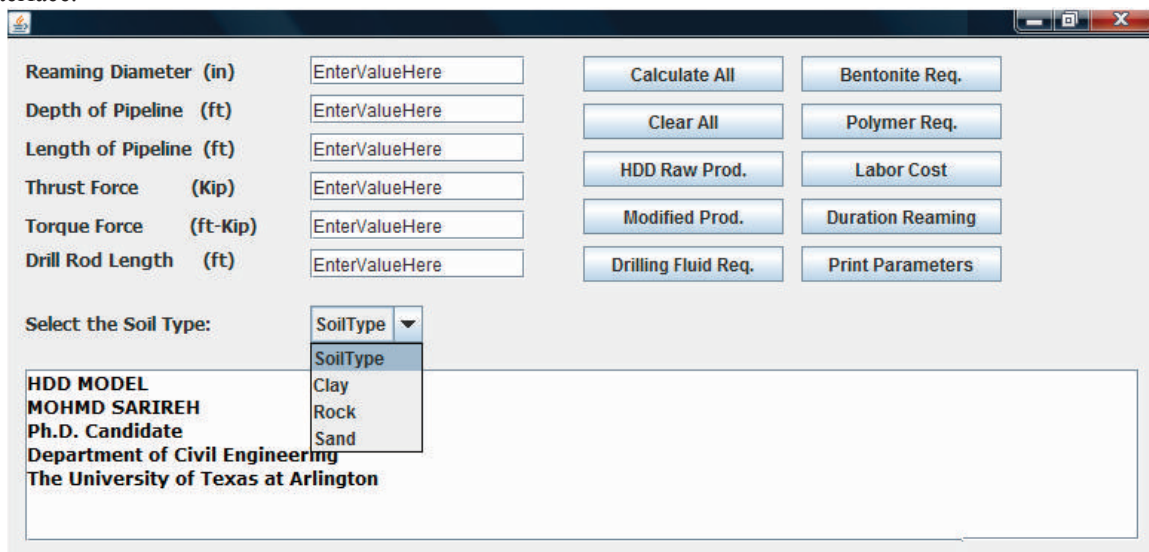 Reaming Diameter (in) EnterValueHere Calculate All Bentonite Req.
Depth of Pipeline (ft) EnterValueHere Clear All Polymer Req.
Length of Pipeline (ft) EnterValueHere HDD Raw Prod. Labor Cost
Thrust Force (Kip) EnterValueHere Modified Prod. Duration Reaming
Torque Force (ft-Kip) EnterValueHere Drilling Fluid Req. Print Parameters
Drill Rod Length (ft) EnterValueHere
Select the Soil Type: SoilType
SoilType
Clay
Rock
Sand
HDD MODEL
MOHMD SARIREH
Ph.D. Candidate
Department of Civil Engineering
The University of Texas at Arlington